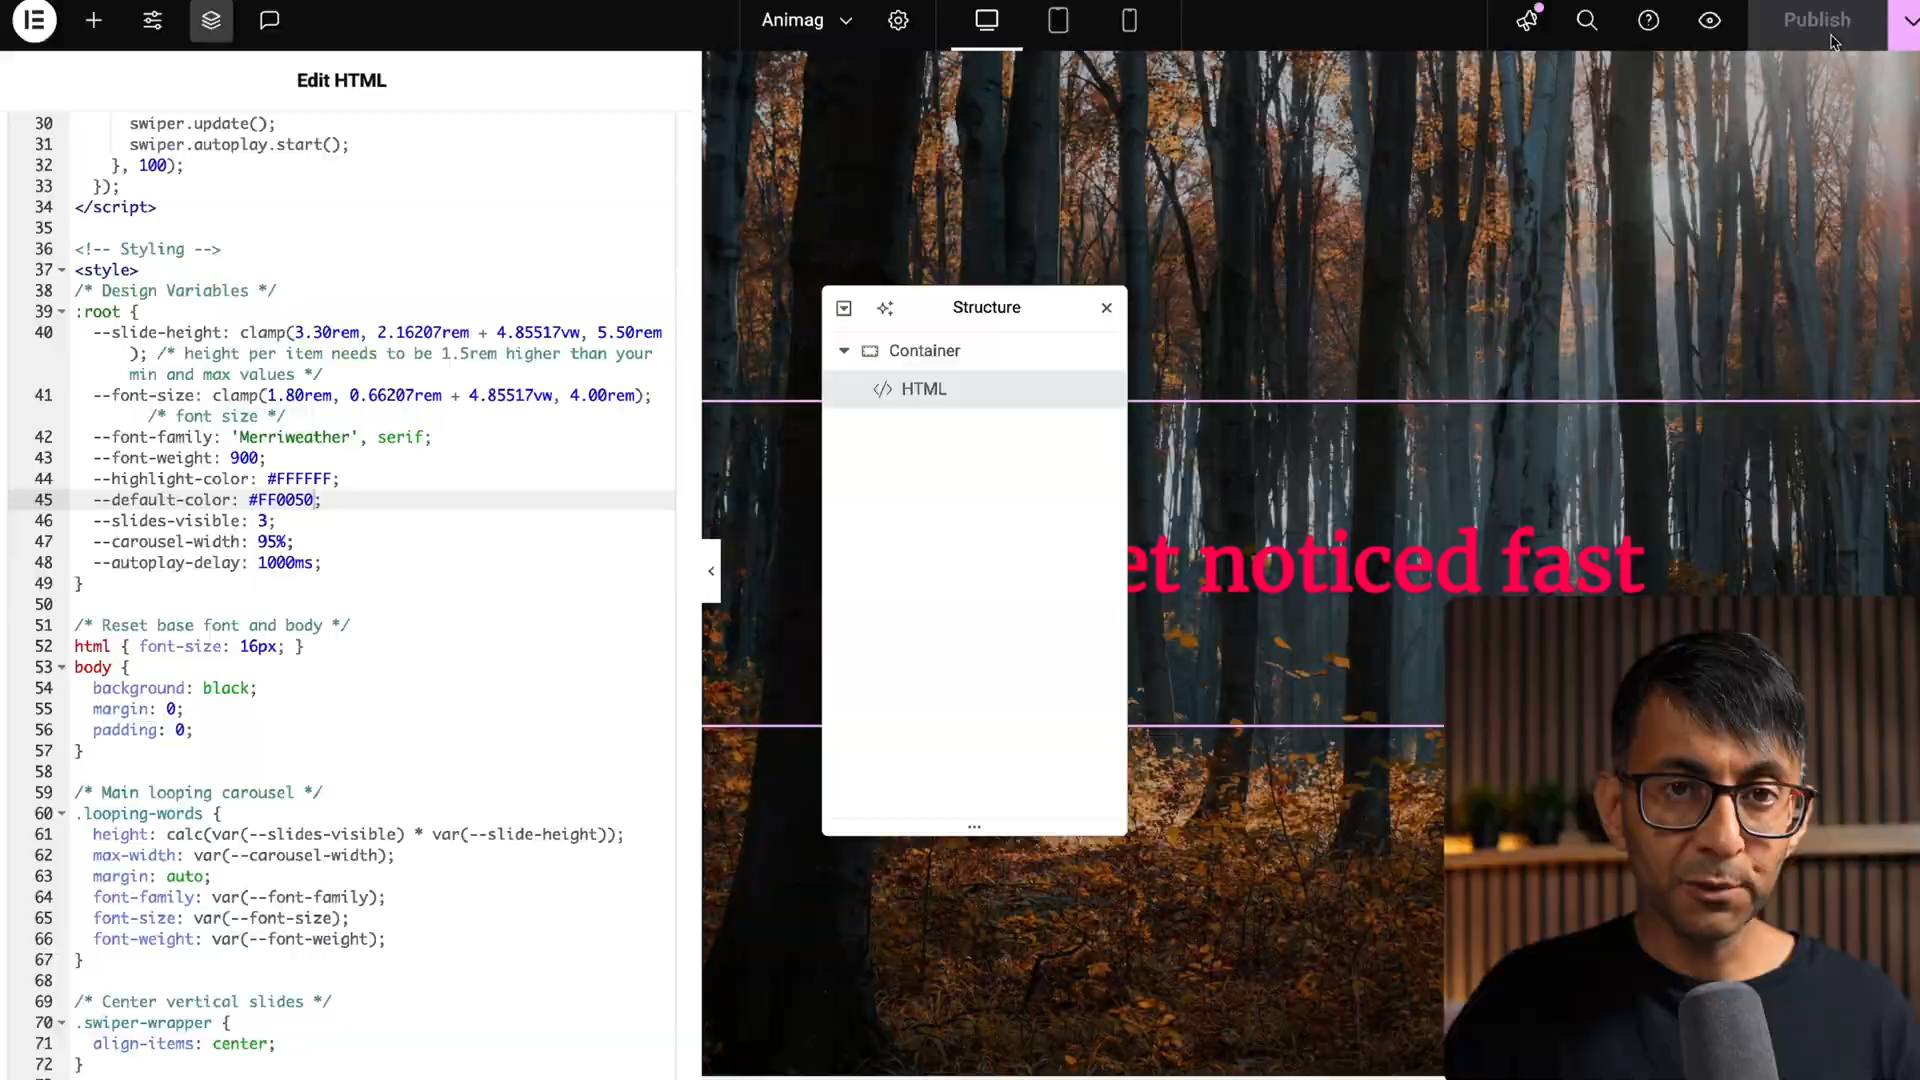 Animag
Publish
Edit HTML
30 swiper.update();
31 swiper.autoplay.start();
32 }, 100);
33 });
34 </script>
35
36 <!-- Styling -->
37 <style>
38 /* Design Variables */
39 :root {
40 --slide-height: clamp(3.30rem, 2.16207rem + 4.85517vw, 5.50rem
); /* height per item needs to be 1.5rem higher than your
min and max values */
41 --font-size: clamp(1.80rem, 0.66207rem + 4.85517vw, 4.00rem);
/* font size */
42 --font-family: 'Merriweather', serif;
43 --font-weight: 900;
44 --highlight-color: #FFFFFF;
45 --default-color: #FF0050;
46 --slides-visible: 3;
47 --carousel-width: 95%;
48 --autoplay-delay: 1000ms;
49 }
50
51 /* Reset base font and body */
52 html { font-size: 16px; }
53 body {
54 background: black;
55 margin: 0;
56 padding: 0;
57 }
58
59 /* Main looping carousel */
60 .looping-words {
61 height: calc(var(--slides-visible) * var(--slide-height));
62 max-width: var(--carousel-width);
63 margin: auto;
64 font-family: var(--font-family);
65 font-size: var(--font-size);
66 font-weight: var(--font-weight);
67 }
68
69 /* Center vertical slides */
70 .swiper-wrapper {
71 align-items: center;
72 }
Structure
Container
</> HTML
et noticed fast